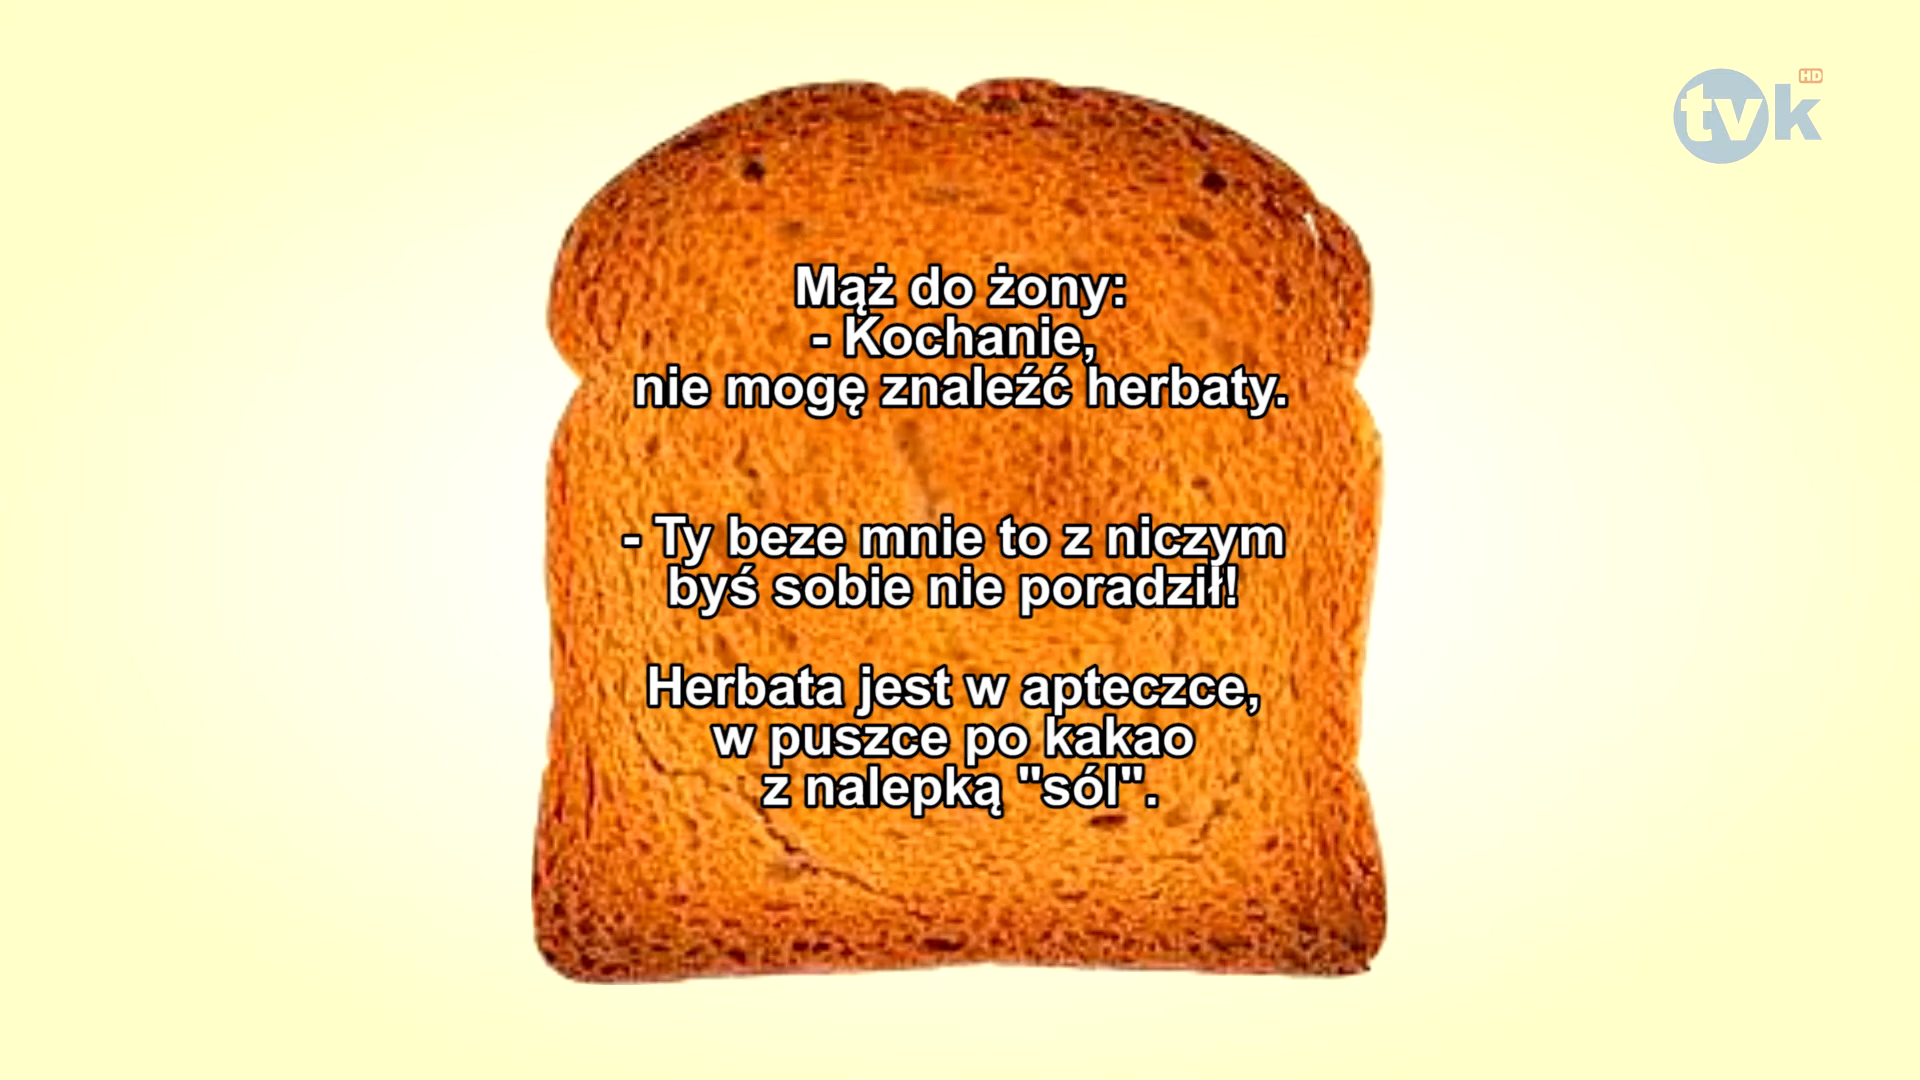 tvk HD
Mąż do żony:
- Kochanie,
nie mogę znaleźć herbaty.
- Ty beze mnie to z niczym
byś sobie nie poradził!
Herbata jest w apteczce,
w puszce po kakao
z nalepką "sól".